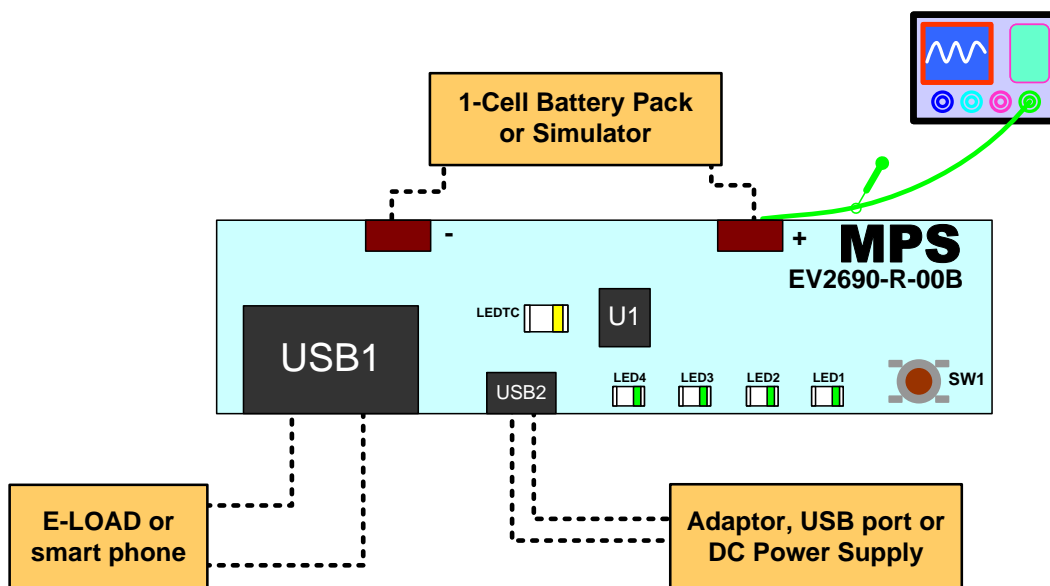 1-Cell Battery Pack
or Simulator
-
+
MPS
EV2690-R-00B
LEDTC
U1
USB1
USB2
LED4
LED3
LED2
LED1
SW1
E-LOAD or
smart phone
Adaptor, USB port or
DC Power Supply